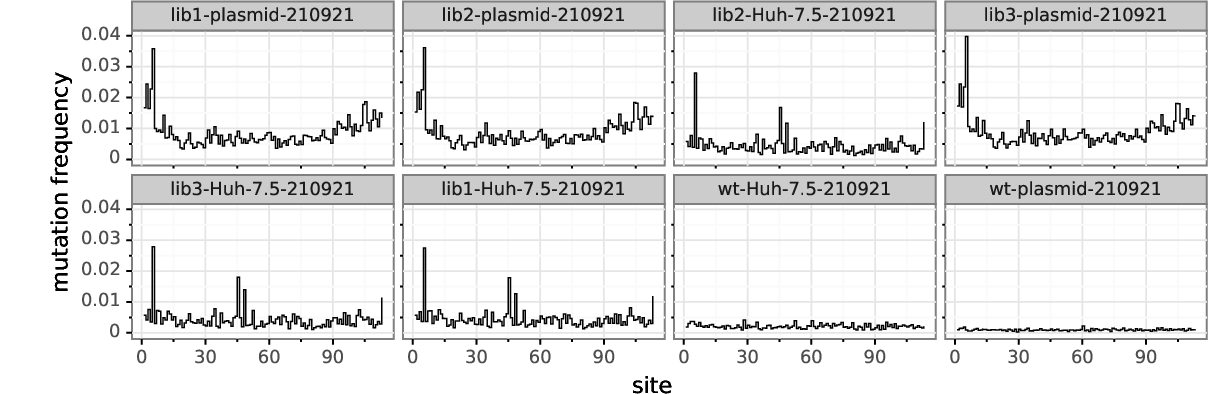 lib1-plasmid-210921 lib2-plasmid-210921 lib2-Huh-7.5-210921 lib3-plasmid-210921
0.04
0.03
0.02
0.01
0
lib3-Huh-7.5-210921 lib1-Huh-7.5-210921 wt-Huh-7.5-210921 wt-plasmid-210921
0.04
0.03
0.02
0.01
0
mutation frequency
0 30 60 90 0 30 60 90 0 30 60 90 0 30 60 90
site